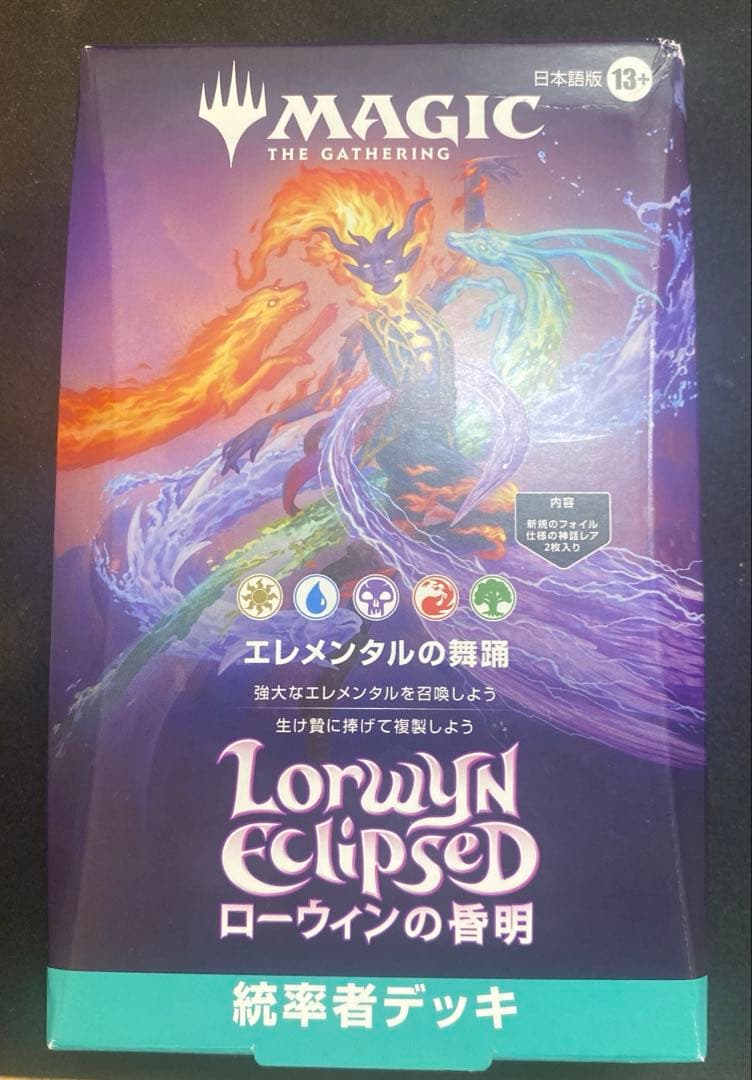 日本語版 13+
MAGIC
THE GATHERING
内容
新規のフォイル
仕様の神話レア
2枚入り
エレメンタルの舞踊
強大なエレメンタルを召喚しよう
生け贄に捧げて複製しよう
LORWYN
ECLIPSED
ローウィンの昏明
統率者デッキ